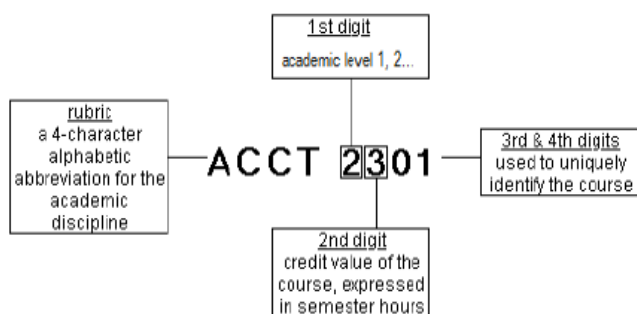 1st digit
academic level 1, 2...
rubric
a 4-character
alphabetic
abbreviation for the
academic
discipline
ACCT 2301
3rd & 4th digits
used to uniquely
identify the course
2nd digit
credit value of the
course, expressed
in semester hours